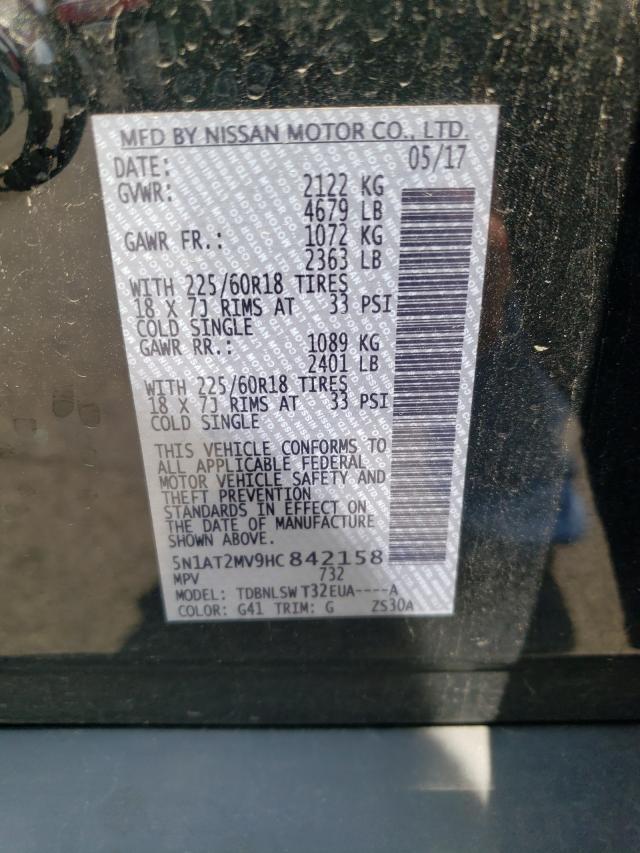 MFD BY NISSAN MOTOR CO., LTD.
DATE: 05/17
GVWR: 2122 KG
4679 LB
GAWR FR.: 1072 KG
2363 LB
WITH 225/60R18 TIRES
18 X 7J RIMS AT 33 PSI
COLD SINGLE
GAWR RR.: 1089 KG
2401 LB
WITH 225/60R18 TIRES
18 X 7J RIMS AT 33 PSI
COLD SINGLE
THIS VEHICLE CONFORMS TO
ALL APPLICABLE FEDERAL
MOTOR VEHICLE SAFETY AND
THEFT PREVENTION
STANDARDS IN EFFECT ON
THE DATE OF MANUFACTURE
SHOWN ABOVE.
5N1AT2MV9HC842158
MPV 732
MODEL: TDBNLSW T32EUA----A
COLOR: G41 TRIM: G ZS30A